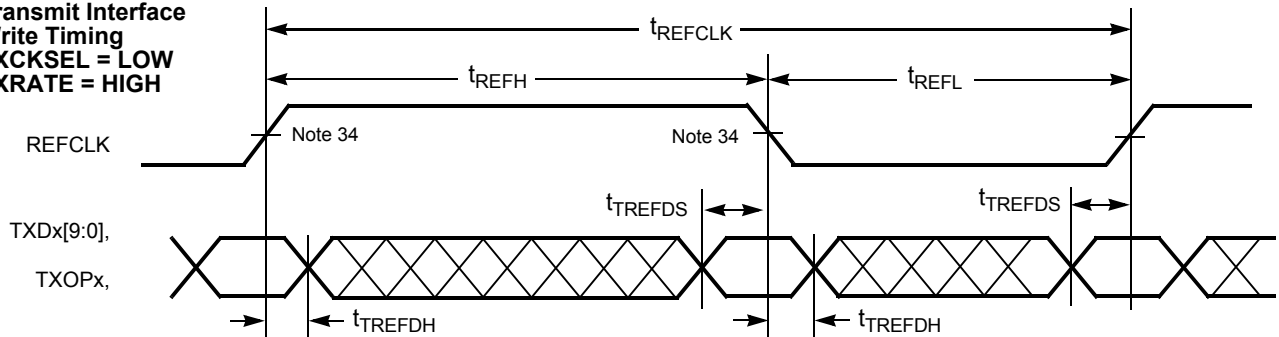 ransmit Interface
rite Timing
XCKSEL = LOW
XRATE = HIGH
tREFCLK
tREFH
tREFL
REFCLK
Note 34
Note 34
tTREFDS
tTREFDS
TXDx[9:0],
TXOPx,
tTREFDH
tTREFDH